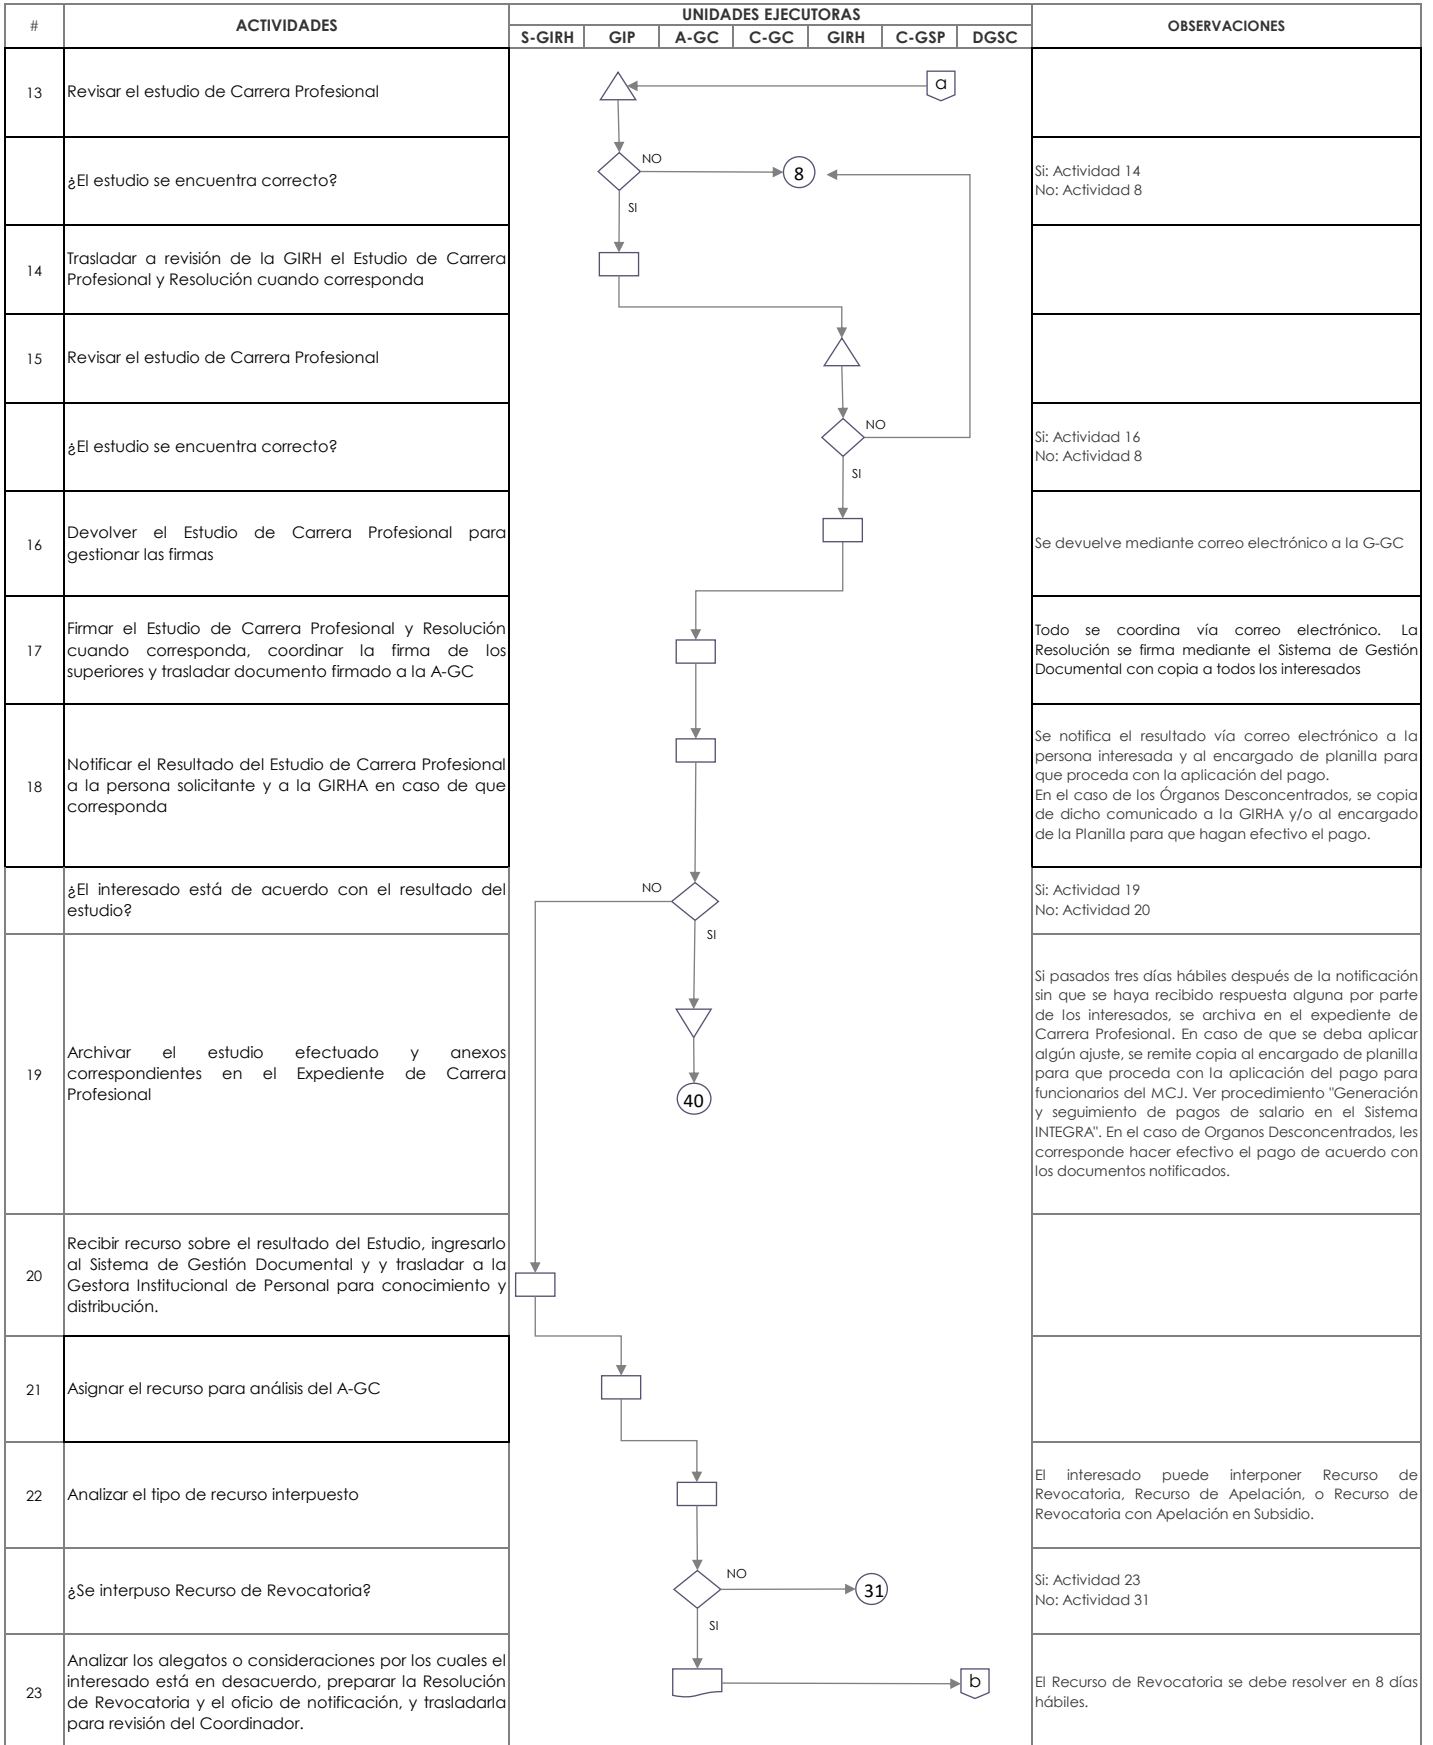 # ACTIVIDADES UNIDADES EJECUTORAS OBSERVACIONES
S-GIRH GIP A-GC C-GC GIRH C-GSP DGSC
13 Revisar el estudio de Carrera Profesional
a
¿El estudio se encuentra correcto?
NO
8
SI
Si: Actividad 14
No: Actividad 8
14
Trasladar a revisión de la GIRH el Estudio de Carrera
Profesional y Resolución cuando corresponda
15 Revisar el estudio de Carrera Profesional
¿El estudio se encuentra correcto?
NO
SI
Si: Actividad 16
No: Actividad 8
16
Devolver el Estudio de Carrera Profesional para
gestionar las firmas
Se devuelve mediante correo electrónico a la G-GC
17
Firmar el Estudio de Carrera Profesional y Resolución
cuando corresponda, coordinar la firma de los
superiores y trasladar documento firmado a la A-GC
Todo se coordina vía correo electrónico. La
Resolución se firma mediante el Sistema de Gestión
Documental con copia a todos los interesados
18
Notificar el Resultado del Estudio de Carrera Profesional
a la persona solicitante y a la GIRHA en caso de que
corresponda
Se notifica el resultado vía correo electrónico a la
persona interesada y al encargado de planilla para
que proceda con la aplicación del pago.
En el caso de los Órganos Desconcentrados, se copia
de dicho comunicado a la GIRHA y/o al encargado
de la Planilla para que hagan efectivo el pago.
¿El interesado está de acuerdo con el resultado del
estudio?
NO
SI
Si: Actividad 19
No: Actividad 20
19
Archivar el estudio efectuado y anexos
correspondientes en el Expediente de Carrera
Profesional
40
Si pasados tres días hábiles después de la notificación
sin que se haya recibido respuesta alguna por parte
de los interesados, se archiva en el expediente de
Carrera Profesional. En caso de que se deba aplicar
algún ajuste, se remite copia al encargado de planilla
para que proceda con la aplicación del pago para
funcionarios del MCJ. Ver procedimiento "Generación
y seguimiento de pagos de salario en el Sistema
INTEGRA". En el caso de Organos Desconcentrados, les
corresponde hacer efectivo el pago de acuerdo con
los documentos notificados.
20
Recibir recurso sobre el resultado del Estudio, ingresarlo
al Sistema de Gestión Documental y y trasladar a la
Gestora Institucional de Personal para conocimiento y
distribución.
21 Asignar el recurso para análisis del A-GC
22 Analizar el tipo de recurso interpuesto
El interesado puede interponer Recurso de
Revocatoria, Recurso de Apelación, o Recurso de
Revocatoria con Apelación en Subsidio.
¿Se interpuso Recurso de Revocatoria?
NO
31
SI
Si: Actividad 23
No: Actividad 31
23
Analizar los alegatos o consideraciones por los cuales el
interesado está en desacuerdo, preparar la Resolución
de Revocatoria y el oficio de notificación, y trasladarla
para revisión del Coordinador.
b
El Recurso de Revocatoria se debe resolver en 8 días
hábiles.